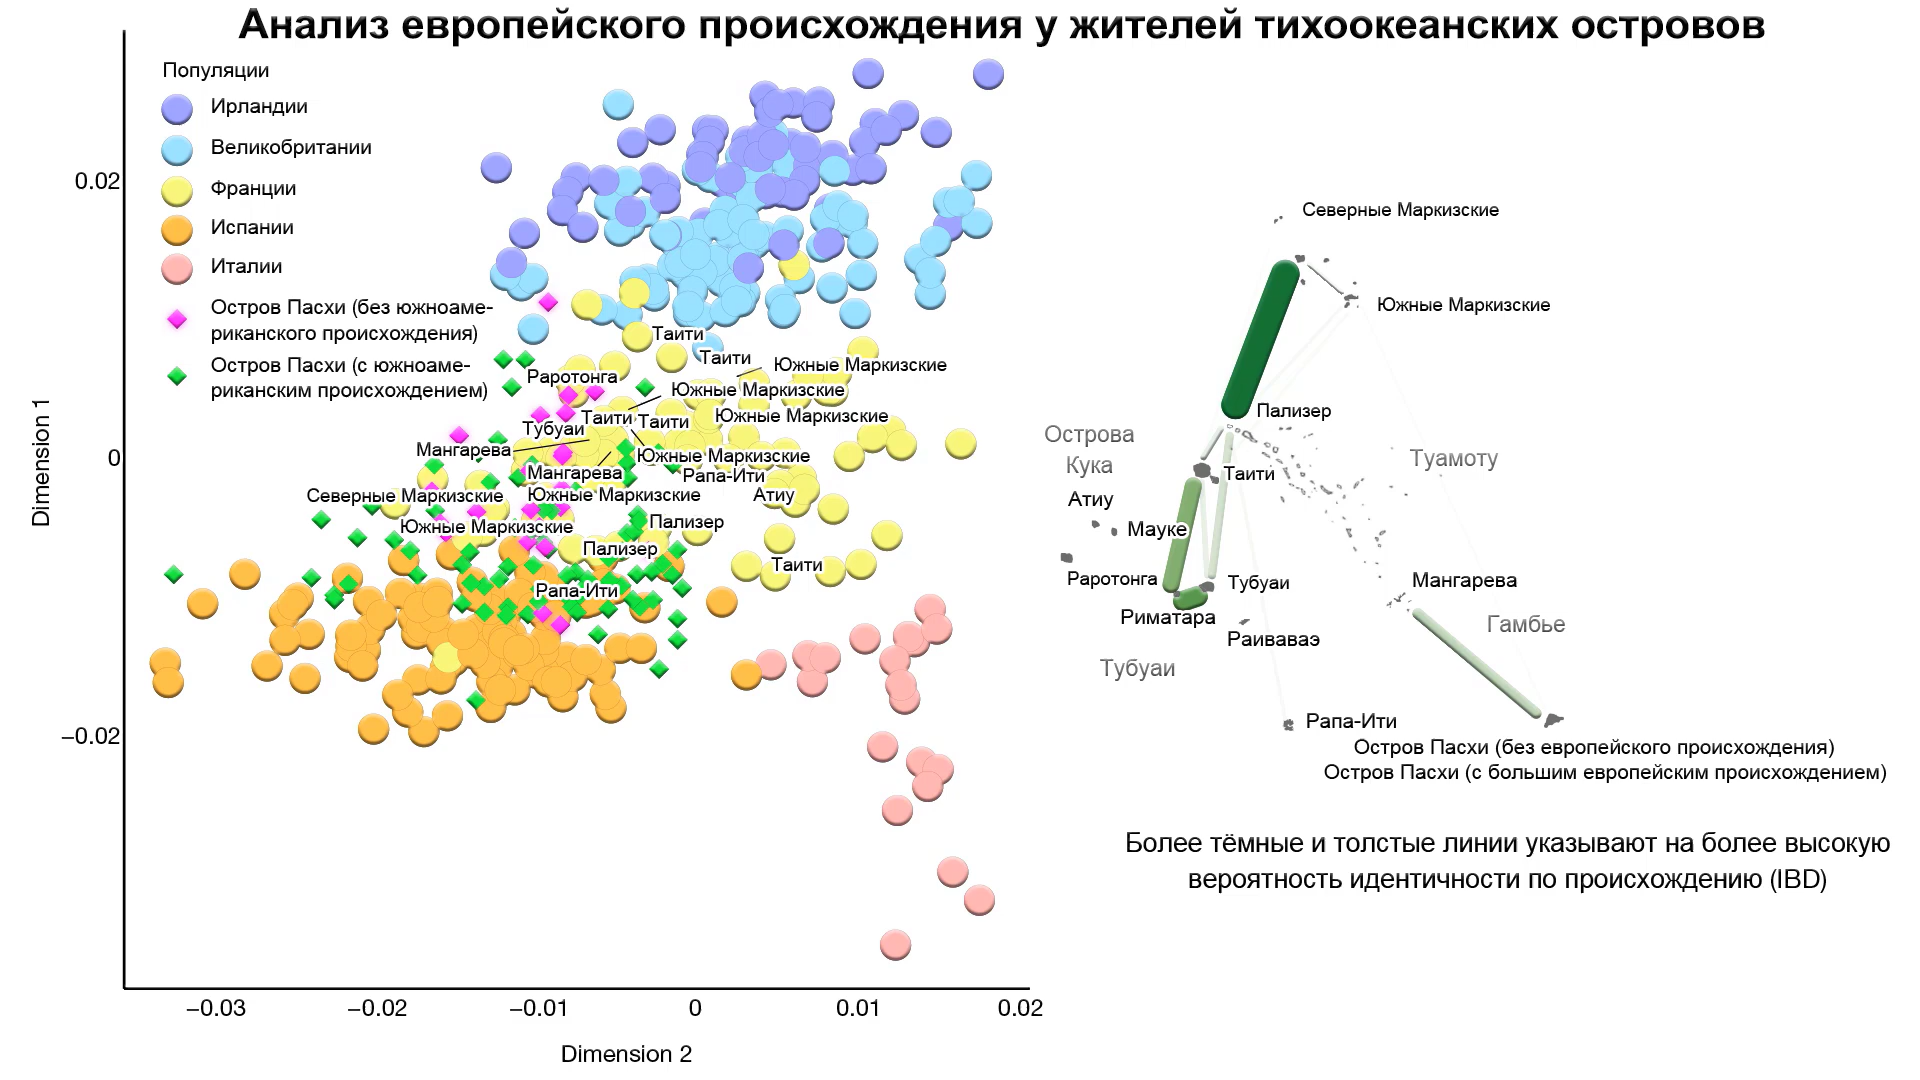 Анализ европейского происхождения у жителей тихоокеанских островов
Популяции
Ирландии
Великобритании
Франции
Испании
Италии
Остров Пасхи (без южноаме-
риканского происхождения)
Остров Пасхи (с южноаме-
риканским происхождением)
Dimension 1
0.02
0
−0.02
Таити
Таити
Южные Маркизские
Раротонга
Южные Маркизские
Таити
Таити
Южные Маркизские
Тубуаи
Мангарева
Южные Маркизские
Мангарева
Рапа-Ити
Северные Маркизские
Южные Маркизские
Атиу
Южные Маркизские
Пализер
Пализер
Таити
Рапа-Ити
−0.03
−0.02
−0.01
0
0.01
0.02
Dimension 2
Северные Маркизские
Южные Маркизские
Пализер
Острова
Кука
Туамоту
Таити
Атиу
Мауке
Раротонга
Тубуаи
Мангарева
Риматара
Гамбье
Раиваваэ
Тубуаи
Рапа-Ити
Остров Пасхи (без европейского происхождения)
Остров Пасхи (с большим европейским происхождением)
Более тёмные и толстые линии указывают на более высокую
вероятность идентичности по происхождению (IBD)